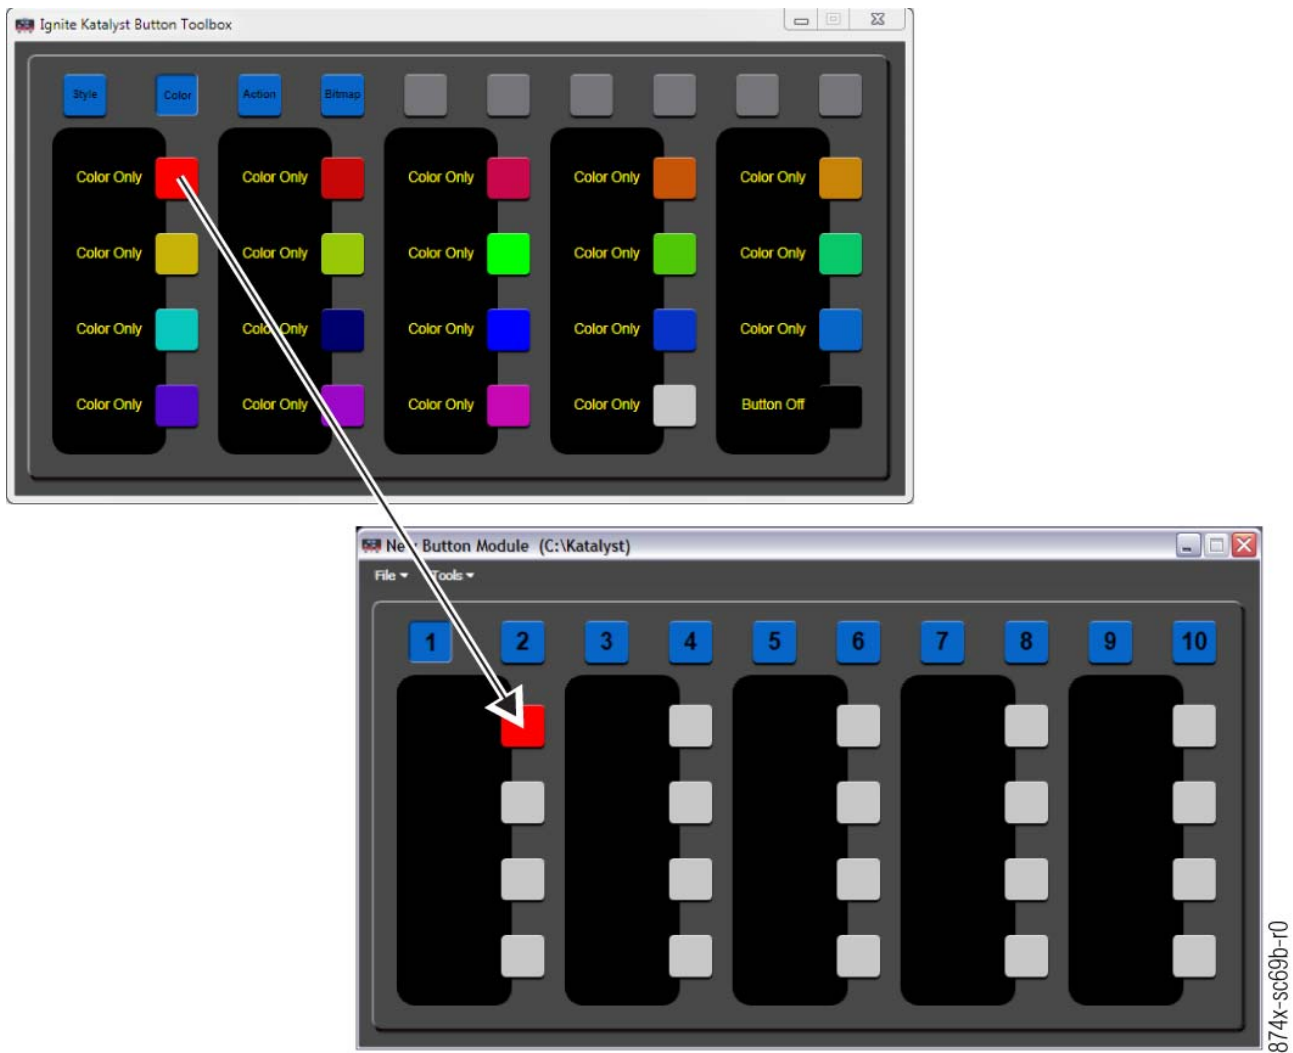 Ignite Katalyst Button Toolbox
Style Color Action Bitmap
Color Only Color Only Color Only Color Only Color Only
Color Only Color Only Color Only Color Only Color Only
Color Only Color Only Color Only Color Only Color Only
Color Only Color Only Color Only Color Only Button Off
New Button Module (C:\Katalyst)
File Tools
1 2 3 4 5 6 7 8 9 10
874x-sc69b-r0